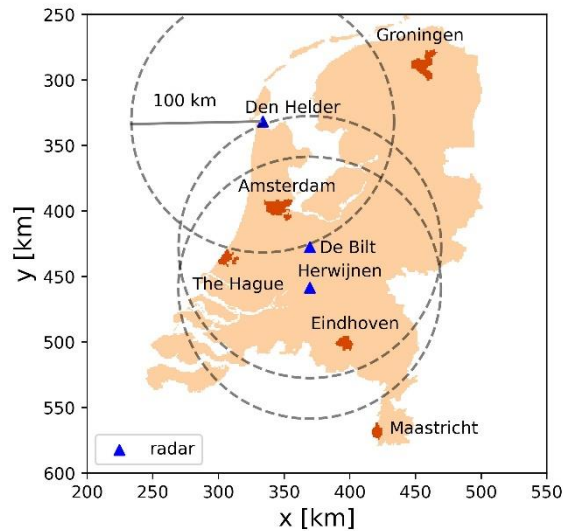 250
300
350
400
450
500
550
600
y [km]
Groningen
100 km
Den Helder
Amsterdam
De Bilt
Herwijnen
The Hague
Eindhoven
Maastricht
radar
200 250 300 350 400 450 500 550
x [km]